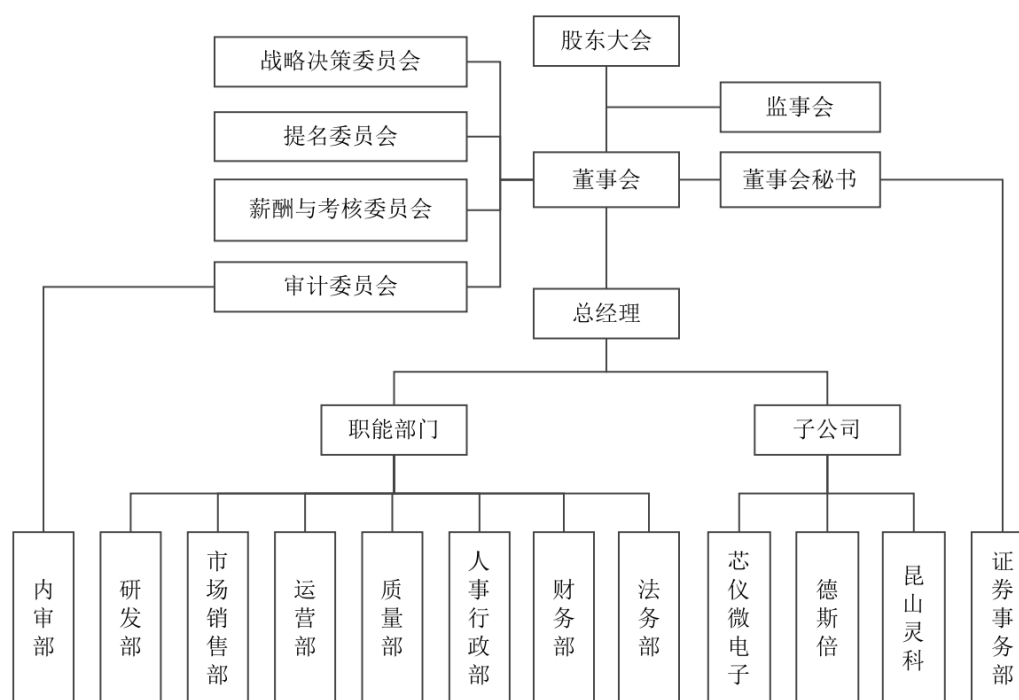 股东大会
战略决策委员会
监事会
提名委员会
董事会
董事会秘书
薪酬与考核委员会
审计委员会
总经理
职能部门
子公司
内审部
研发部
市场销售部
运营部
质量部
人事行政部
财务部
法务部
芯仪微电子
德斯倍
昆山灵科
证券事务部